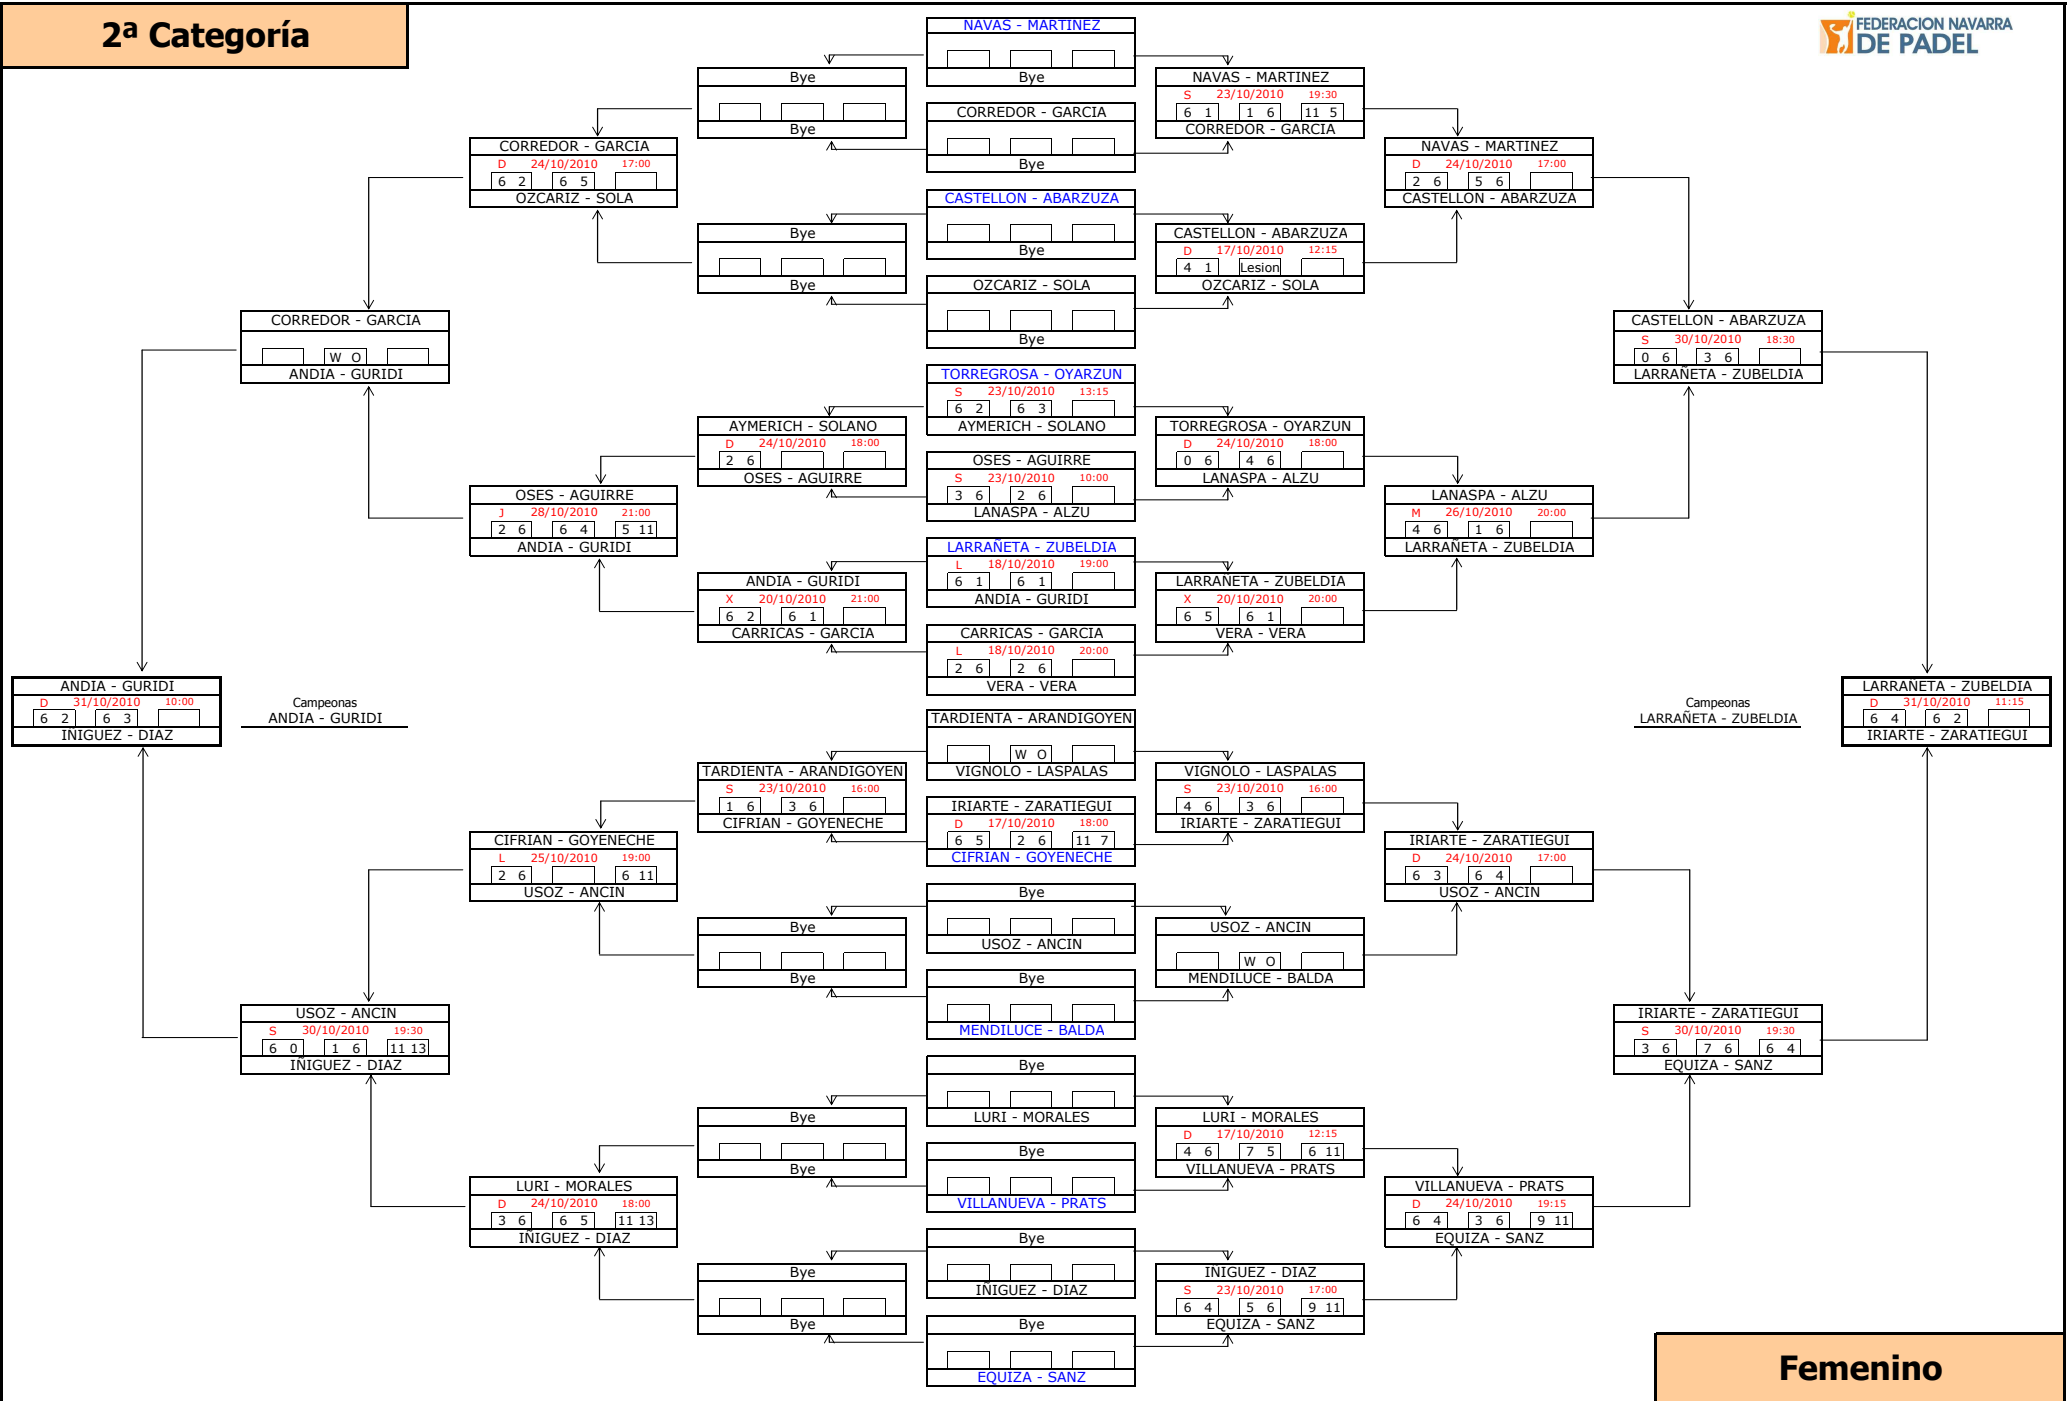 2ª Categoría
FEDERACION NAVARRA
DE PADEL
NAVAS - MARTINEZ
Bye
CORREDOR - GARCIA
Bye
CASTELLON - ABARZUZA
Bye
OZCARIZ - SOLA
Bye
TORREGROSA - OYARZUN
S 23/10/2010 13:15
6 2 6 3
AYMERICH - SOLANO
OSES - AGUIRRE
S 23/10/2010 10:00
3 6 2 6
LANASPA - ALZU
LARRAÑETA - ZUBELDIA
L 18/10/2010 19:00
6 1 6 1
ANDIA - GURIDI
CARRICAS - GARCIA
L 18/10/2010 20:00
2 6 2 6
VERA - VERA
TARDIENTA - ARANDIGOYEN
W O
VIGNOLO - LASPALAS
IRIARTE - ZARATIEGUI
D 17/10/2010 18:00
6 5 2 6 11 7
CIFRIAN - GOYENECHE
Bye
USOZ - ANCIN
Bye
MENDILUCE - BALDA
Bye
LURI - MORALES
Bye
VILLANUEVA - PRATS
Bye
IÑIGUEZ - DIAZ
Bye
EQUIZA - SANZ
Bye
Bye
Bye
Bye
AYMERICH - SOLANO
D 24/10/2010 18:00
2 6
OSES - AGUIRRE
ANDIA - GURIDI
X 20/10/2010 21:00
6 2 6 1
CARRICAS - GARCIA
TARDIENTA - ARANDIGOYEN
S 23/10/2010 16:00
1 6 3 6
CIFRIAN - GOYENECHE
Bye
Bye
Bye
Bye
Bye
Bye
CORREDOR - GARCIA
D 24/10/2010 17:00
6 2 6 5
OZCARIZ - SOLA
OSES - AGUIRRE
J 28/10/2010 21:00
2 6 6 4 5 11
ANDIA - GURIDI
CIFRIAN - GOYENECHE
L 25/10/2010 19:00
2 6 6 11
USOZ - ANCIN
LURI - MORALES
D 24/10/2010 18:00
3 6 6 5 11 13
IÑIGUEZ - DIAZ
CORREDOR - GARCIA
W O
ANDIA - GURIDI
USOZ - ANCIN
S 30/10/2010 19:30
6 0 1 6 11 13
IÑIGUEZ - DIAZ
ANDIA - GURIDI
D 31/10/2010 10:00
6 2 6 3
IÑIGUEZ - DIAZ
Campeonas
ANDIA - GURIDI
NAVAS - MARTINEZ
S 23/10/2010 19:30
6 1 1 6 11 5
CORREDOR - GARCIA
CASTELLON - ABARZUZA
D 17/10/2010 12:15
4 1 Lesion
OZCARIZ - SOLA
TORREGROSA - OYARZUN
D 24/10/2010 18:00
0 6 4 6
LANASPA - ALZU
LARRAÑETA - ZUBELDIA
X 20/10/2010 20:00
6 5 6 1
VERA - VERA
VIGNOLO - LASPALAS
S 23/10/2010 16:00
4 6 3 6
IRIARTE - ZARATIEGUI
USOZ - ANCIN
W O
MENDILUCE - BALDA
LURI - MORALES
D 17/10/2010 12:15
4 6 7 5 6 11
VILLANUEVA - PRATS
IÑIGUEZ - DIAZ
S 23/10/2010 17:00
6 4 5 6 9 11
EQUIZA - SANZ
NAVAS - MARTINEZ
D 24/10/2010 17:00
2 6 5 6
CASTELLON - ABARZUZA
LANASPA - ALZU
M 26/10/2010 20:00
4 6 1 6
LARRAÑETA - ZUBELDIA
IRIARTE - ZARATIEGUI
D 24/10/2010 17:00
6 3 6 4
USOZ - ANCIN
VILLANUEVA - PRATS
D 24/10/2010 19:15
6 4 3 6 9 11
EQUIZA - SANZ
CASTELLON - ABARZUZA
S 30/10/2010 18:30
0 6 3 6
LARRAÑETA - ZUBELDIA
IRIARTE - ZARATIEGUI
S 30/10/2010 19:30
3 6 7 6 6 4
EQUIZA - SANZ
Campeonas
LARRAÑETA - ZUBELDIA
LARRAÑETA - ZUBELDIA
D 31/10/2010 11:15
6 4 6 2
IRIARTE - ZARATIEGUI
Femenino